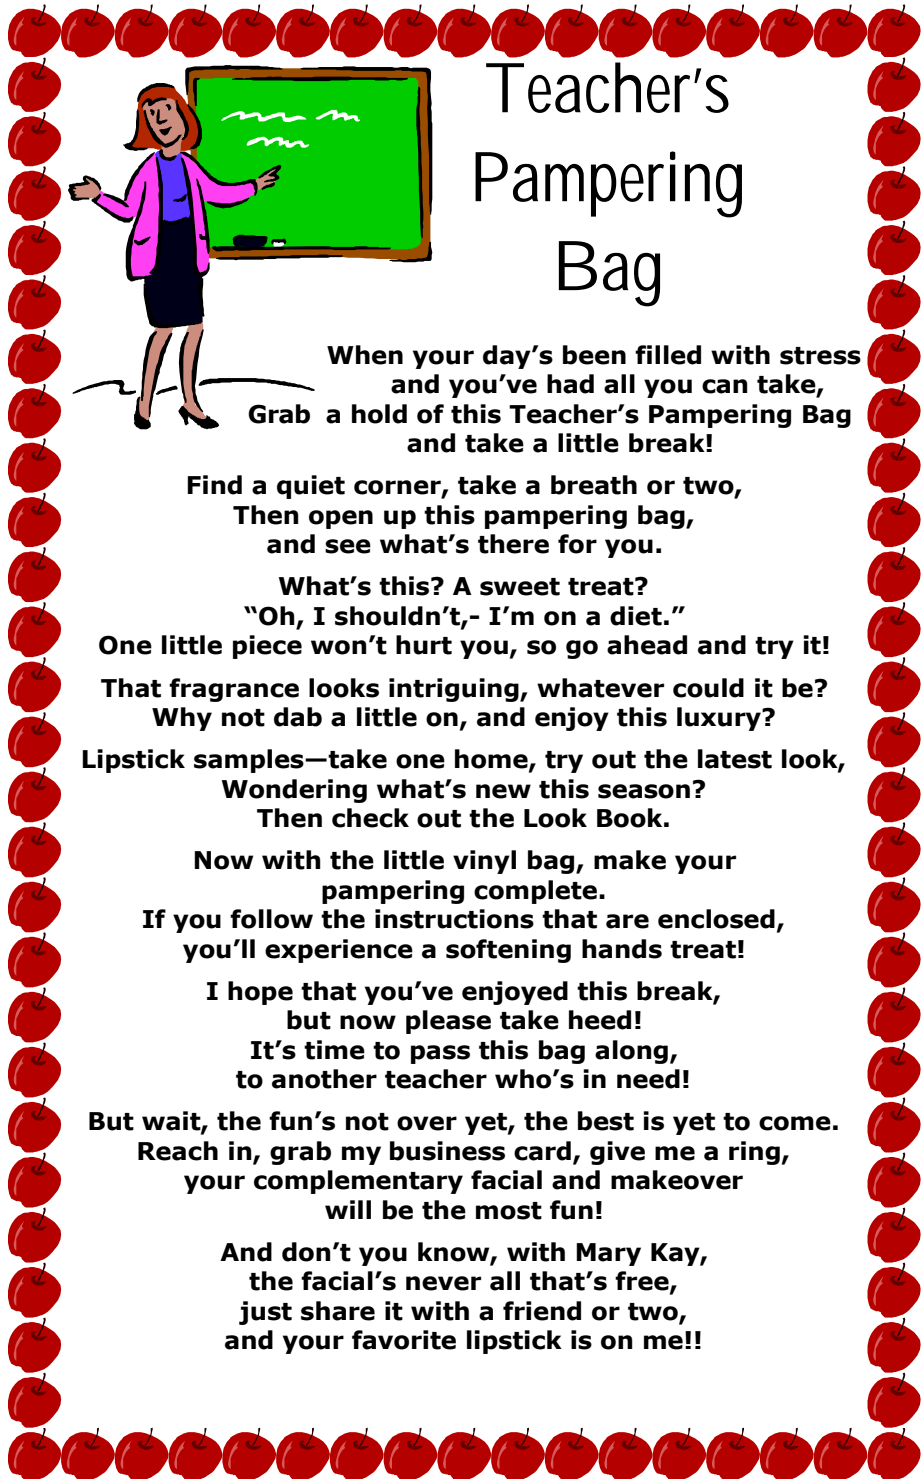 Teacher’s
Pampering
Bag
When your day’s been filled with stress
and you’ve had all you can take,
Grab a hold of this Teacher’s Pampering Bag
and take a little break!
Find a quiet corner, take a breath or two,
Then open up this pampering bag,
and see what’s there for you.
What’s this? A sweet treat?
“Oh, I shouldn’t,- I’m on a diet.”
One little piece won’t hurt you, so go ahead and try it!
That fragrance looks intriguing, whatever could it be?
Why not dab a little on, and enjoy this luxury?
Lipstick samples—take one home, try out the latest look,
Wondering what’s new this season?
Then check out the Look Book.
Now with the little vinyl bag, make your
pampering complete.
If you follow the instructions that are enclosed,
you’ll experience a softening hands treat!
I hope that you’ve enjoyed this break,
but now please take heed!
It’s time to pass this bag along,
to another teacher who’s in need!
But wait, the fun’s not over yet, the best is yet to come.
Reach in, grab my business card, give me a ring,
your complementary facial and makeover
will be the most fun!
And don’t you know, with Mary Kay,
the facial’s never all that’s free,
just share it with a friend or two,
and your favorite lipstick is on me!!